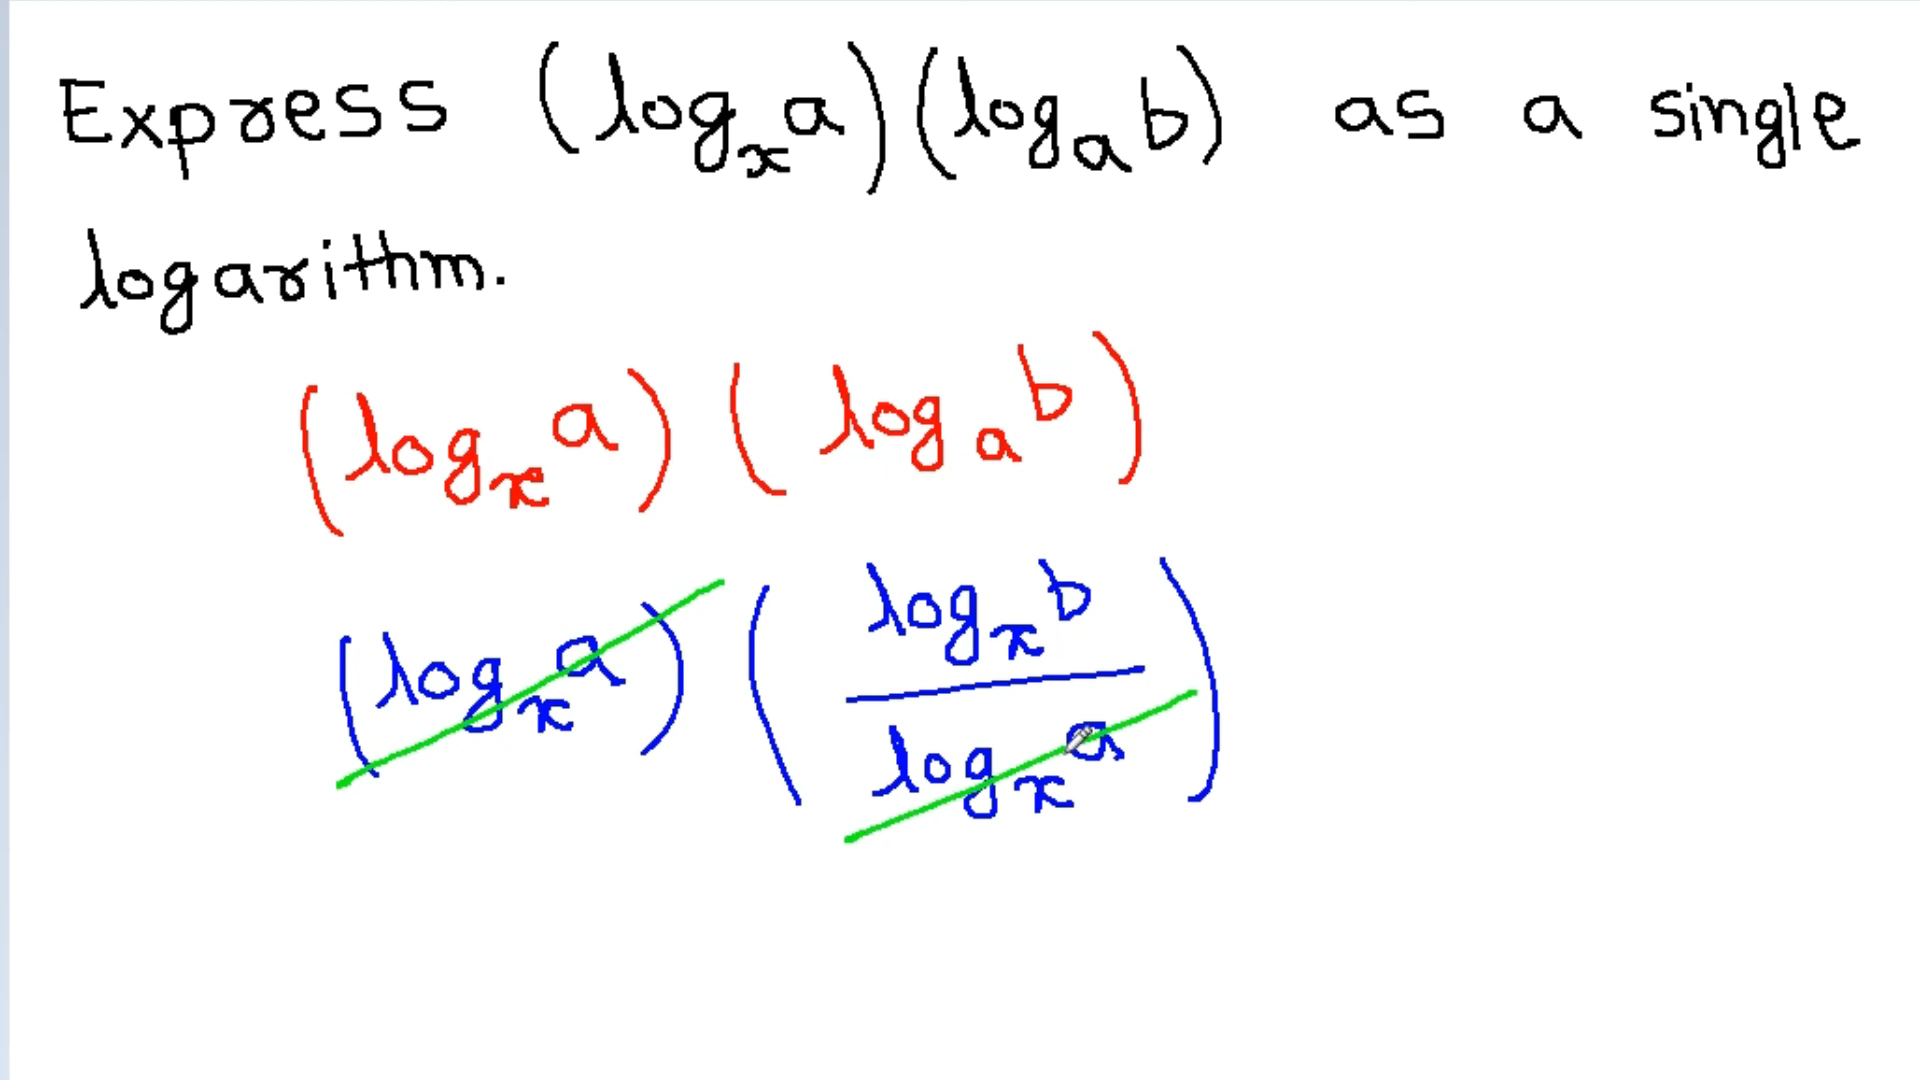 Express (log_x a)(log_a b) as a single
logarithm.
(log_x a) (log_a b)
(log_x a) (log_x b / log_x a)